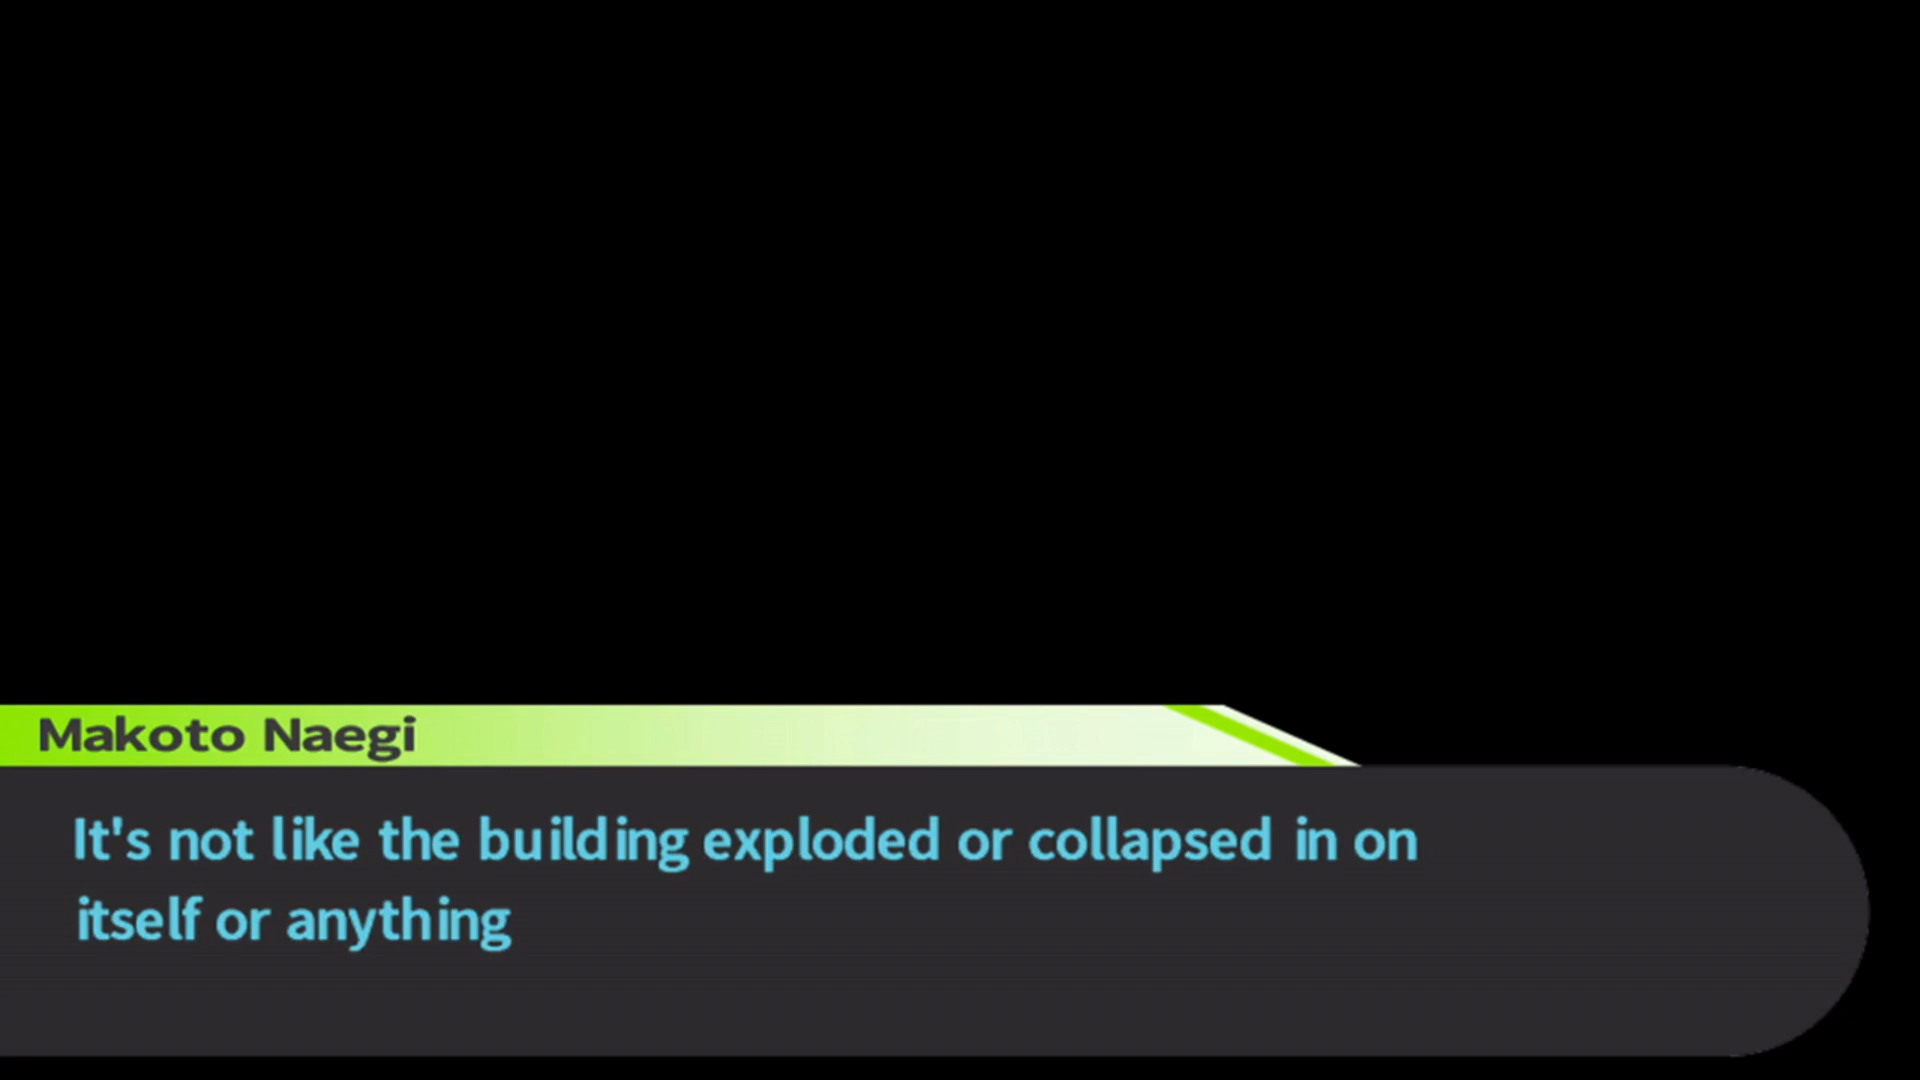 Makoto Naegi
It's not like the building exploded or collapsed in on
itself or anything